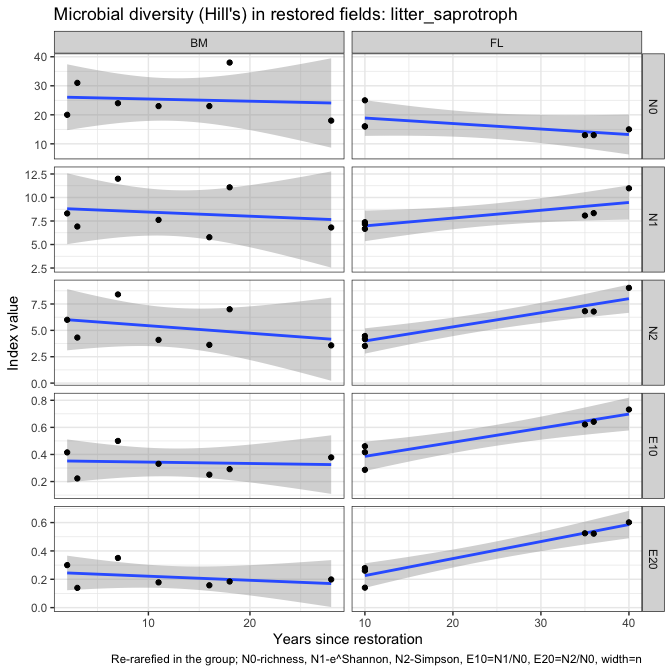 Microbial diversity (Hill's) in restored fields: litter_saprotroph
BM FL
40
30
20
10
N0
12.5
10.0
7.5
5.0
2.5
N1
7.5
5.0
2.5
0.0
N2
0.8
0.6
0.4
0.2
E10
0.6
0.4
0.2
0.0
E20
Index value
10 20 10 20 30 40
Years since restoration
Re-rarefied in the group; N0-richness, N1-e^Shannon, N2-Simpson, E10=N1/N0, E20=N2/N0, width=n